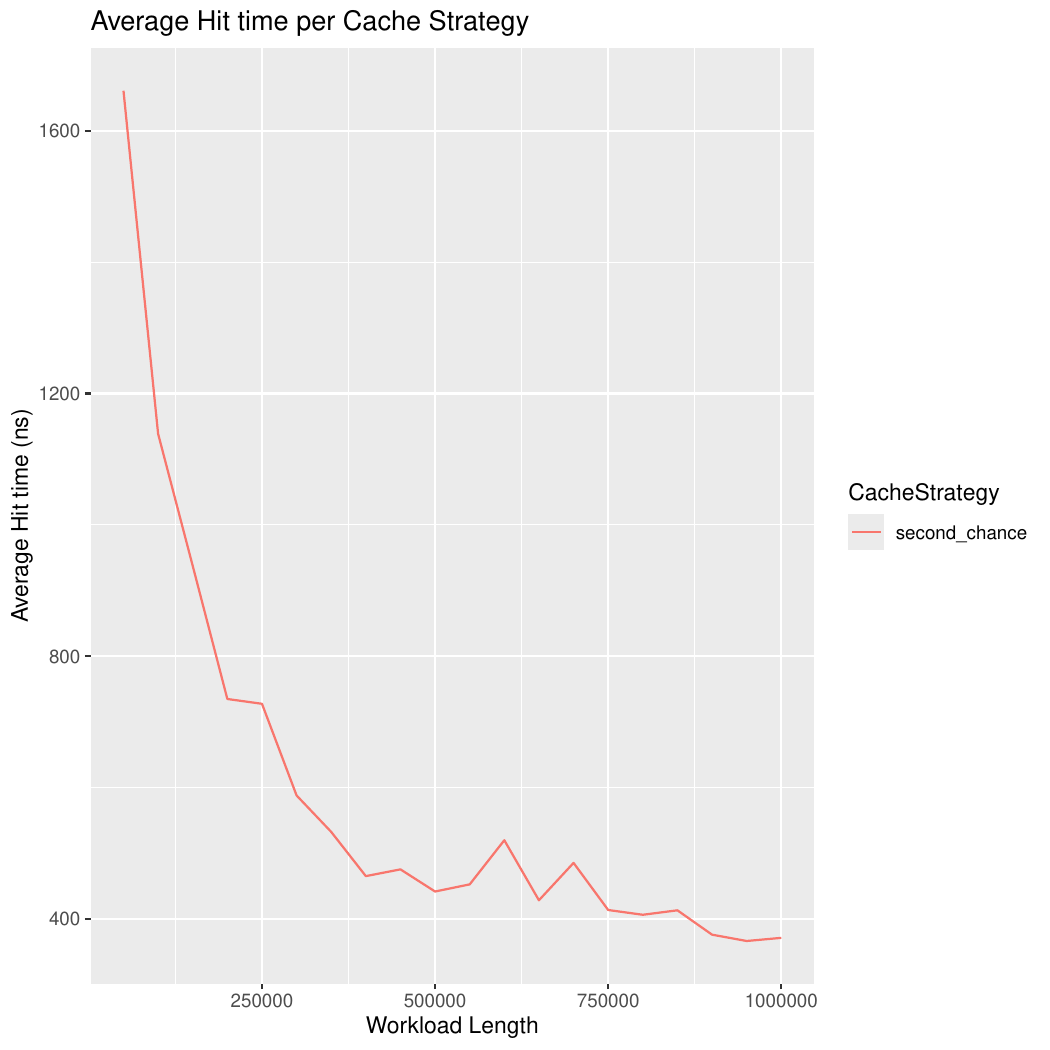 Average Hit time per Cache Strategy
Average Hit time (ns)
1600
1200
800
400
250000
500000
750000
1000000
Workload Length
CacheStrategy
second_chance